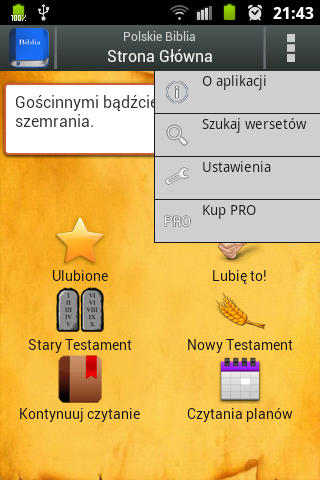 100%
21:43
Biblia
Polskie Biblia
Strona Główna
Gościnnymi bądźcie
szemrania.
O aplikacji
Szukaj wersetów
Ustawienia
Kup PRO
PRO
Ulubione
Lubię to!
I VI
II VII
III VIII
IV IX
V X
Stary Testament
Nowy Testament
Kontynuuj czytanie
Czytania planów